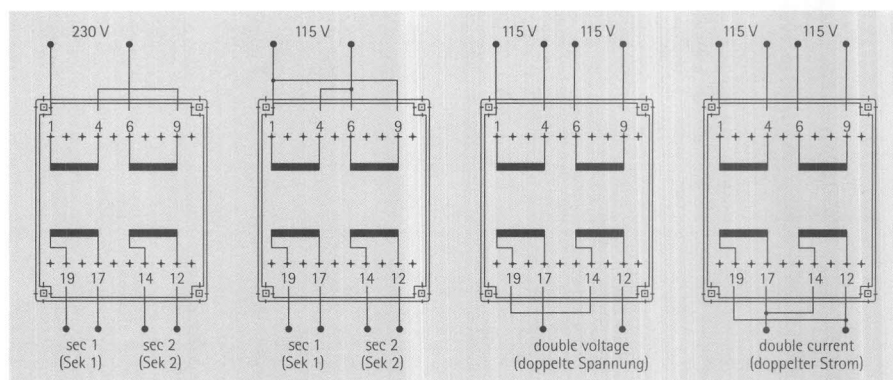 230 V 115 V 115 V 115 V 115 V 115 V
1 4 6 9 1 4 6 9 1 4 6 9 1 4 6 9
19 17 14 12 19 17 14 12 19 17 14 12 19 17 14 12
sec 1 sec 2 sec 1 sec 2 double voltage double current
(Sek 1) (Sek 2) (Sek 1) (Sek 2) (doppelte Spannung) (doppelter Strom)